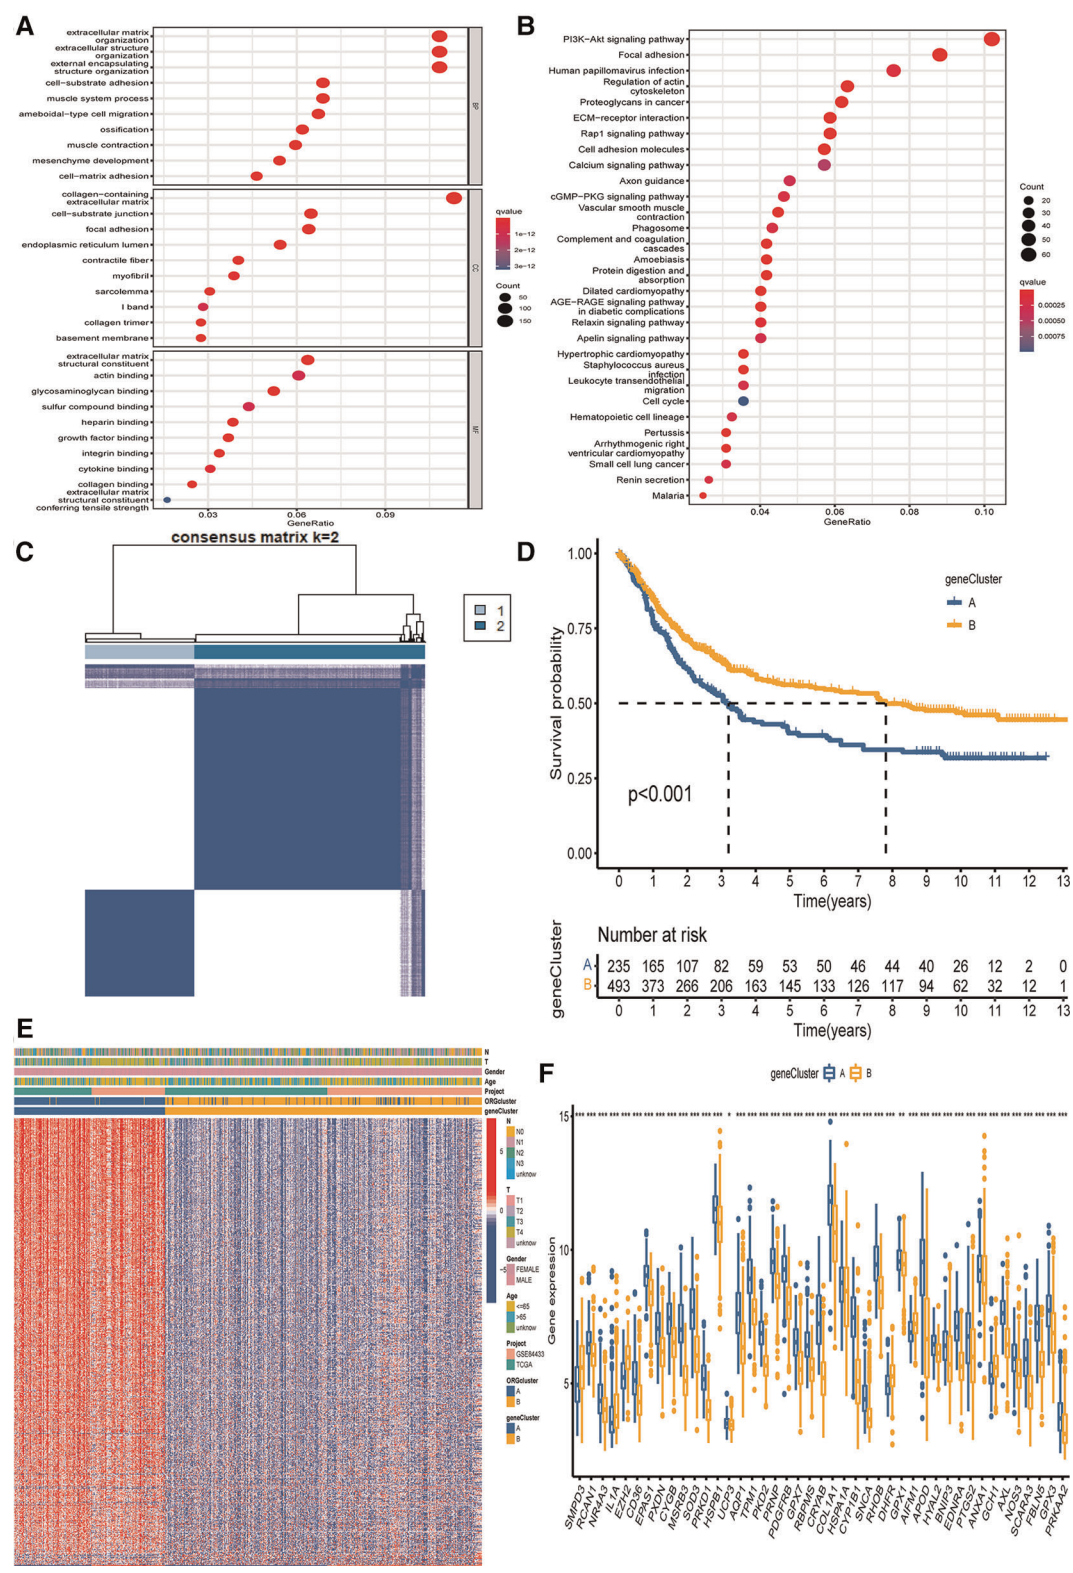 A
extracellular matrix
organization
extracellular structure
organization
external encapsulating
structure organization
cell−substrate adhesion
muscle system process
ameboidal−type cell migration
ossification
muscle contraction
mesenchyme development
cell−matrix adhesion
BP
collagen−containing
extracellular matrix
cell−substrate junction
focal adhesion
endoplasmic reticulum lumen
contractile fiber
myofibril
sarcolemma
I band
collagen trimer
basement membrane
CC
extracellular matrix
structural constituent
actin binding
glycosaminoglycan binding
sulfur compound binding
heparin binding
growth factor binding
integrin binding
cytokine binding
collagen binding
extracellular matrix
structural constituent
conferring tensile strength
MF
0.03 0.06 0.09
GeneRatio
qvalue
1e−12
2e−12
3e−12
Count
50
100
150
B
PI3K−Akt signaling pathway
Focal adhesion
Human papillomavirus infection
Regulation of actin
cytoskeleton
Proteoglycans in cancer
ECM−receptor interaction
Rap1 signaling pathway
Cell adhesion molecules
Calcium signaling pathway
Axon guidance
cGMP−PKG signaling pathway
Vascular smooth muscle
contraction
Phagosome
Complement and coagulation
cascades
Amoebiasis
Protein digestion and
absorption
Dilated cardiomyopathy
AGE−RAGE signaling pathway
in diabetic complications
Relaxin signaling pathway
Apelin signaling pathway
Hypertrophic cardiomyopathy
Staphylococcus aureus
infection
Leukocyte transendothelial
migration
Cell cycle
Hematopoietic cell lineage
Pertussis
Arrhythmogenic right
ventricular cardiomyopathy
Small cell lung cancer
Renin secretion
Malaria
0.04 0.06 0.08 0.10
GeneRatio
Count
20
30
40
50
60
qvalue
0.00025
0.00050
0.00075
C
consensus matrix k=2
1
2
D
Survival probability
1.00
0.75
0.50
0.25
0.00
p<0.001
geneCluster
A
B
0 1 2 3 4 5 6 7 8 9 10 11 12 13
Time(years)
Number at risk
geneCluster
A 235 165 107 82 59 53 50 46 44 40 26 12 2 0
B 493 373 266 206 163 145 133 126 117 94 62 32 12 1
0 1 2 3 4 5 6 7 8 9 10 11 12 13
Time(years)
E
N
T
Gender
Age
Project
ORGcluster
geneCluster
5
0
−5
N
N0
N1
N2
N3
unknow
T
T1
T2
T3
T4
unknow
Gender
FEMALE
MALE
Age
<=65
>65
unknow
Project
GSE84433
TCGA
ORGcluster
A
B
geneCluster
A
B
F
geneCluster A B
Gene expression
15
10
5
SMPD3
RCAN1
NR4A3
IL1A
EZH2
CD36
EPAS1
PXDN
CYGB
MSRB3
SOD3
PRKD1
HSPB1
UCP3
AQP1
TPM1
PKD2
PRNP
PDGFRB
GPX7
RBPMS
CRYAB
COL1A1
HSPA1A
CYP1B1
SNCA
RHOB
DHFR
GPX1
AIFM1
APOD
HYAL2
BNIP3
EDNRA
PTGS2
ANXA1
GCH1
AXL
NOS3
SCARA3
FBLN5
GPX3
PRKAA2